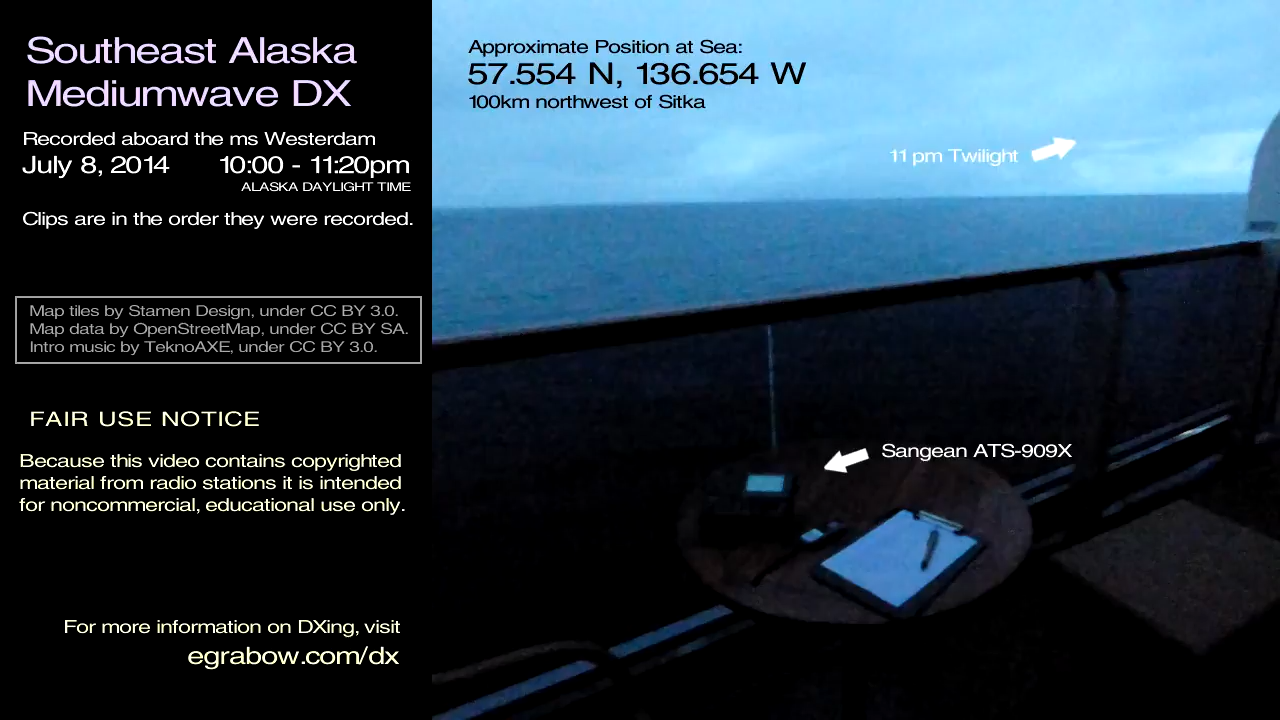 Southeast Alaska
Mediumwave DX
Recorded aboard the ms Westerdam
July 8, 2014 10:00 - 11:20pm
ALASKA DAYLIGHT TIME
Clips are in the order they were recorded.
Map tiles by Stamen Design, under CC BY 3.0.
Map data by OpenStreetMap, under CC BY SA.
Intro music by TeknoAXE, under CC BY 3.0.
FAIR USE NOTICE
Because this video contains copyrighted
material from radio stations it is intended
for noncommercial, educational use only.
For more information on DXing, visit
egrabow.com/dx
Approximate Position at Sea:
57.554 N, 136.654 W
100km northwest of Sitka
11 pm Twilight
Sangean ATS-909X